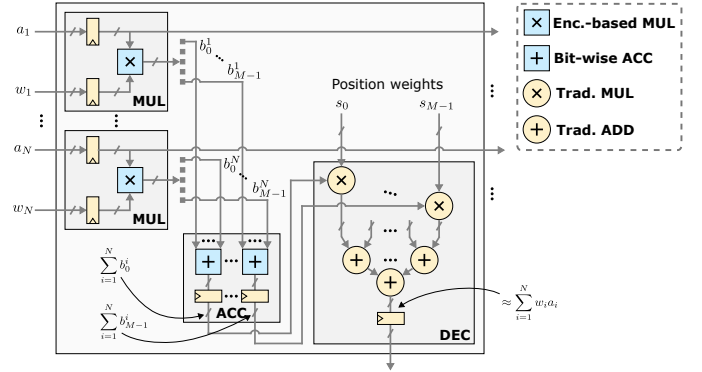 a_1
w_1
MUL
a_N
w_N
MUL
b_0^1
b_{M-1}^1
b_0^N
b_{M-1}^N
Position weights
s_0
s_{M-1}
\sum_{i=1}^{N} b_0^i
\sum_{i=1}^{N} b_{M-1}^i
ACC
DEC
≈ \sum_{i=1}^{N} w_i a_i
Enc.-based MUL
Bit-wise ACC
Trad. MUL
Trad. ADD